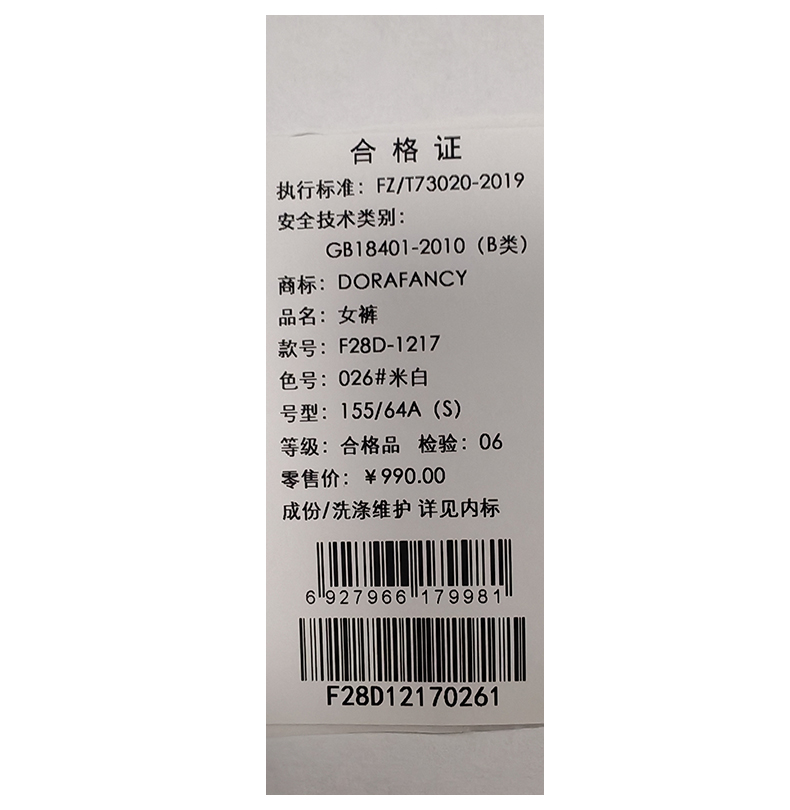 合格证
执行标准：FZ/T73020-2019
安全技术类别：
GB18401-2010（B类）
商标：DORAFANCY
品名：女裤
款号：F28D-1217
色号：026#米白
号型：155/64A（S）
等级：合格品 检验：06
零售价：￥990.00
成份/洗涤维护 详见内标
6 927966 179981
F28D12170261